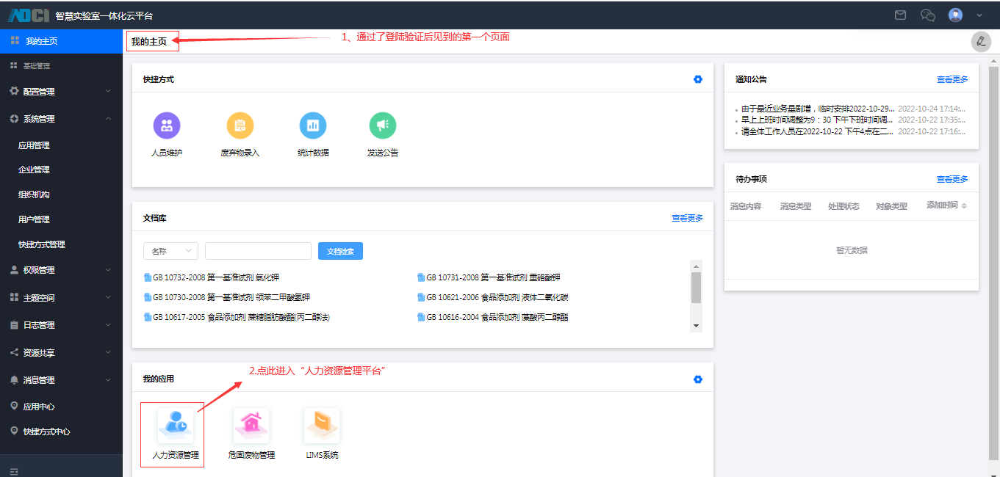 AOCI 智慧实验室一体化云平台
我的主页
基础管理
配置管理
系统管理
应用管理
企业管理
组织机构
用户管理
快捷方式管理
权限管理
主题空间
日志管理
资源共享
消息管理
应用中心
快捷方式中心
我的主页
1、通过了登陆验证后见到的第一个页面
快捷方式
人员维护
废弃物录入
统计数据
发送公告
文档库
查看更多
名称
文档检索
GB 10732-2008 第一基准试剂 氯化钾
GB 10731-2008 第一基准试剂 重铬酸钾
GB 10730-2008 第一基准试剂 邻苯二甲酸氢钾
GB 10621-2006 食品添加剂 液体二氧化碳
GB 10617-2005 食品添加剂 蔗糖脂肪酸酯(丙二醇法)
GB 10616-2004 食品添加剂 藻酸丙二醇酯
2.点此进入“人力资源管理平台”
我的应用
人力资源管理
危固废物管理
LIMS系统
通知公告
查看更多
由于最近业务量剧增，临时安排2022-10-29... 2022-10-24 17:14:...
早上上班时间调整为9：30 下午下班时间调... 2022-10-22 17:35:...
请全体工作人员在2022-10-22 下午4点在二... 2022-10-22 17:16:...
待办事项
查看更多
消息内容 消息类型 处理状态 对象类型 添加时间
暂无数据